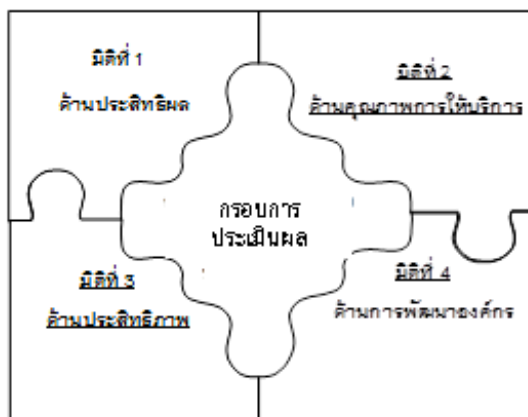 มิติที่ 1
ด้านประสิทธิผล
มิติที่ 2
ด้านคุณภาพการให้บริการ
กรอบการ
ประเมินผล
มิติที่ 3
ด้านประสิทธิภาพ
มิติที่ 4
ด้านการพัฒนาองค์กร